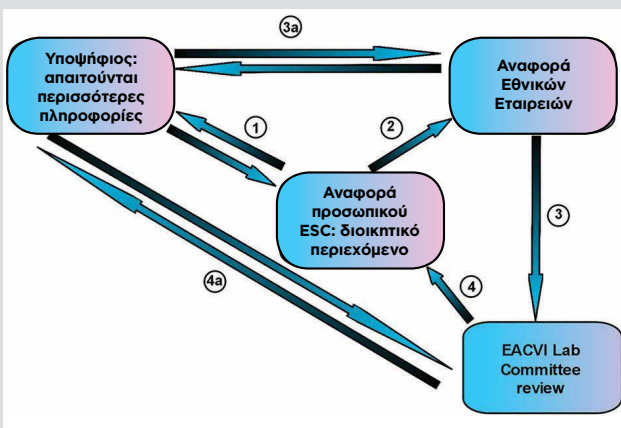 3a
Υποψήφιος:
απαιτούνται
περισσότερες
πληροφορίες
Αναφορά
Εθνικών
Εταιρειών
1
2
Αναφορά
προσωπικού
ESC: διοικητικό
περιεχόμενο
3
4a
4
EACVI Lab
Committee
review